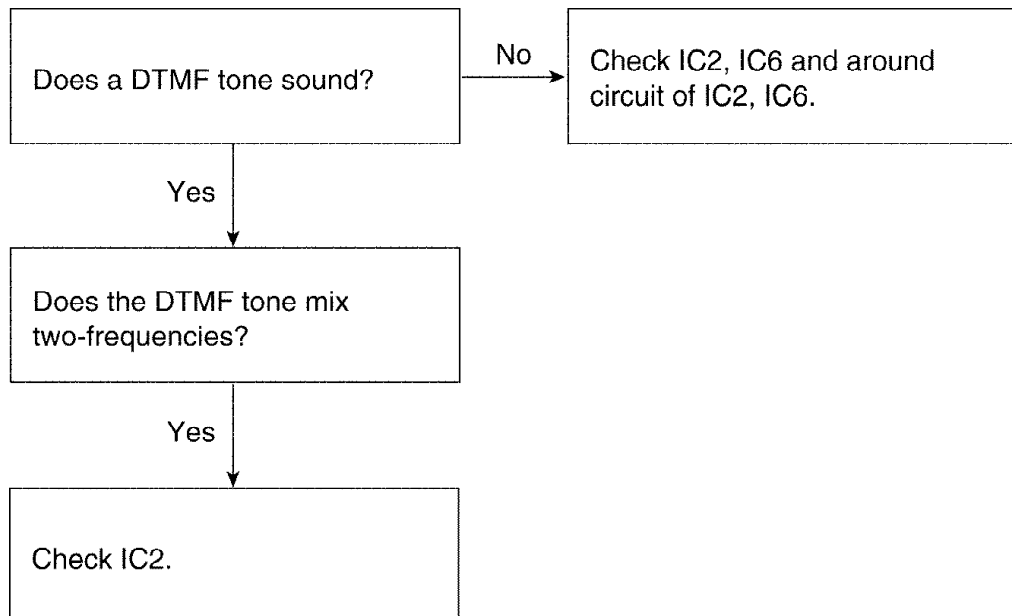 Does a DTMF tone sound?
No
Check IC2, IC6 and around
circuit of IC2, IC6.
Yes
Does the DTMF tone mix
two-frequencies?
Yes
Check IC2.